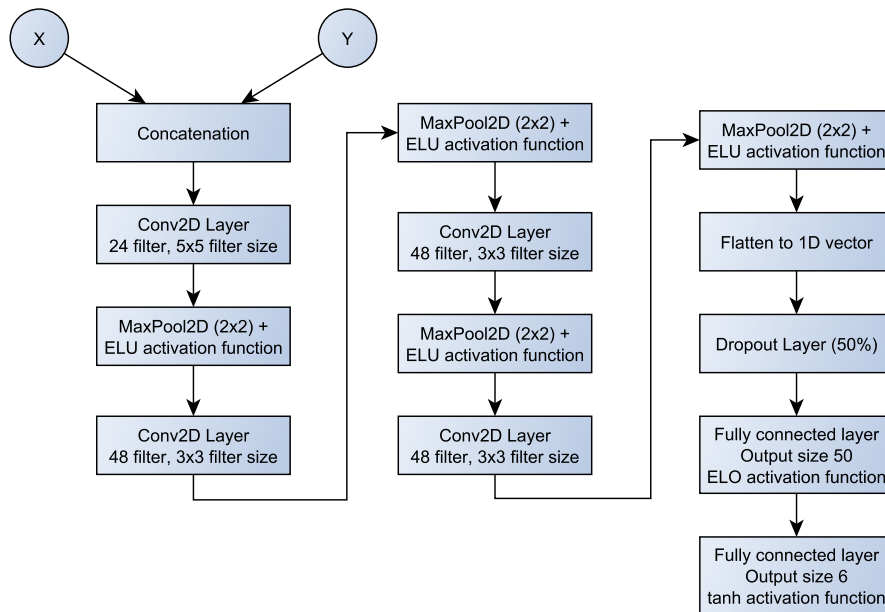 X
Y
Concatenation
Conv2D Layer
24 filter, 5x5 filter size
MaxPool2D (2x2) +
ELU activation function
Conv2D Layer
48 filter, 3x3 filter size
MaxPool2D (2x2) +
ELU activation function
Conv2D Layer
48 filter, 3x3 filter size
MaxPool2D (2x2) +
ELU activation function
Conv2D Layer
48 filter, 3x3 filter size
MaxPool2D (2x2) +
ELU activation function
Flatten to 1D vector
Dropout Layer (50%)
Fully connected layer
Output size 50
ELO activation function
Fully connected layer
Output size 6
tanh activation function